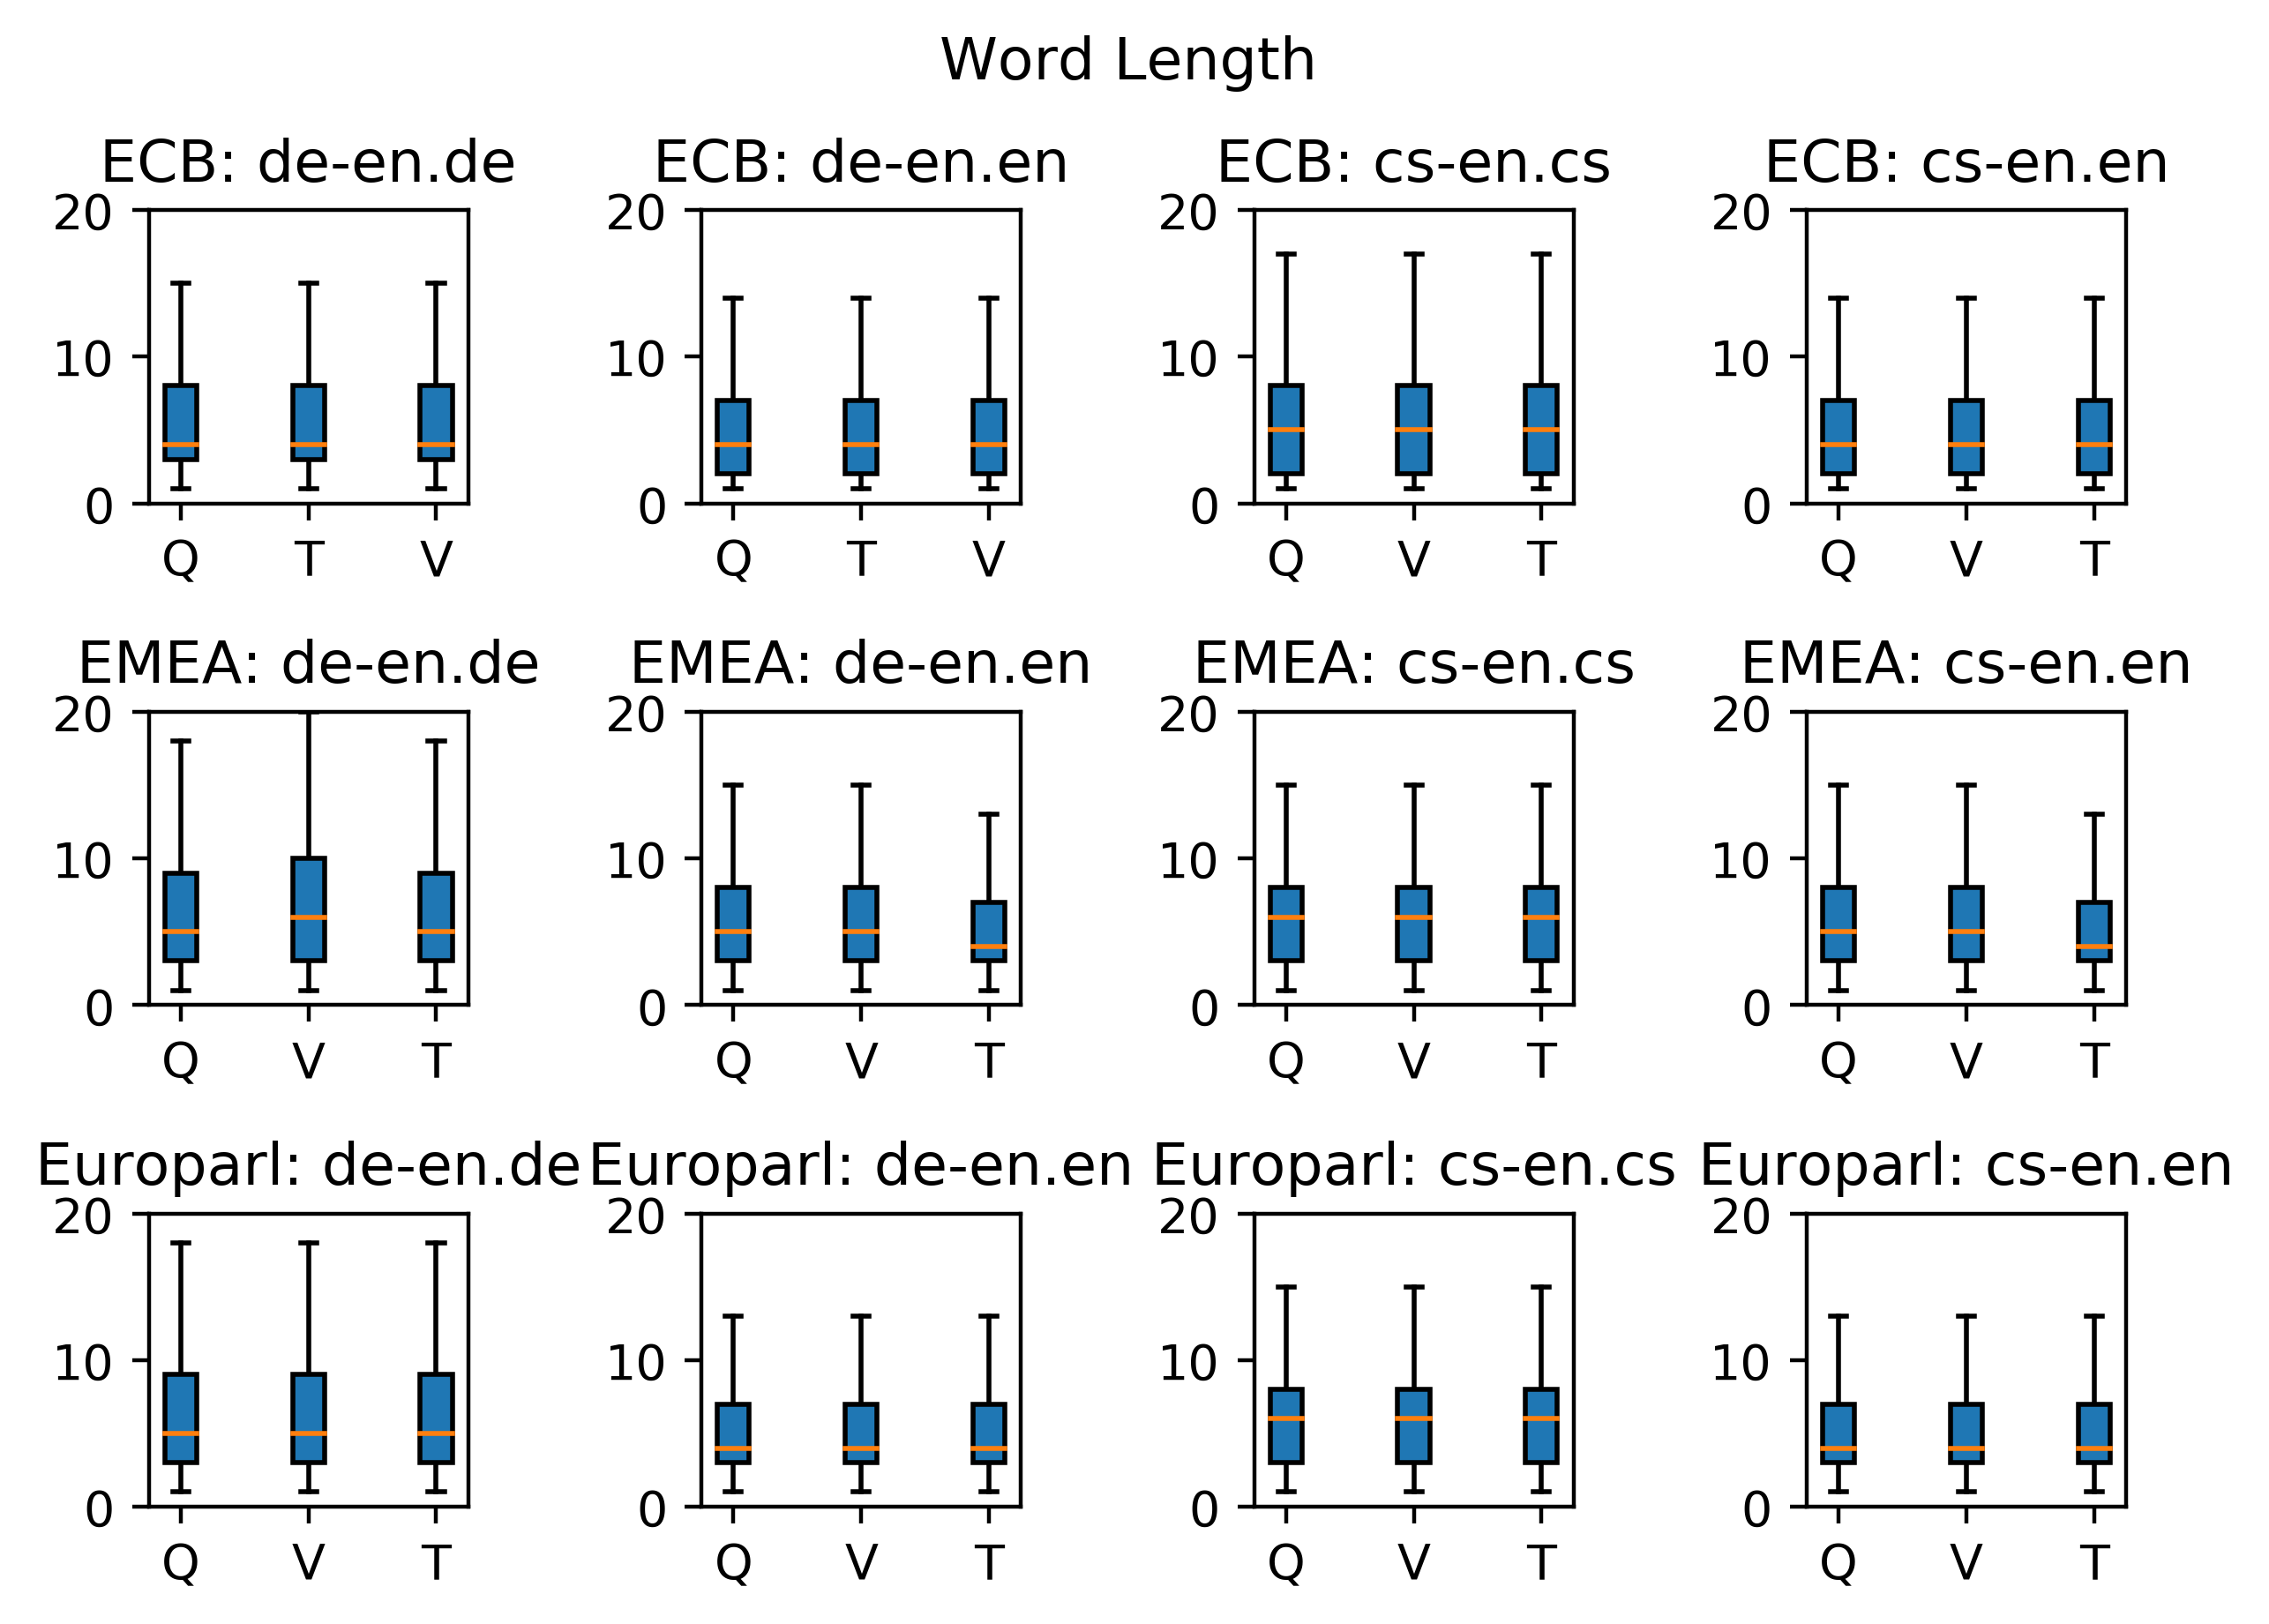 Word Length
ECB: de-en.de ECB: de-en.en ECB: cs-en.cs ECB: cs-en.en
20 20 20 20
10 10 10 10
0 0 0 0
Q T V Q T V Q V T Q V T
EMEA: de-en.de EMEA: de-en.en EMEA: cs-en.cs EMEA: cs-en.en
20 20 20 20
10 10 10 10
0 0 0 0
Q V T Q V T Q V T Q V T
Europarl: de-en.de Europarl: de-en.en Europarl: cs-en.cs Europarl: cs-en.en
20 20 20 20
10 10 10 10
0 0 0 0
Q V T Q V T Q V T Q V T